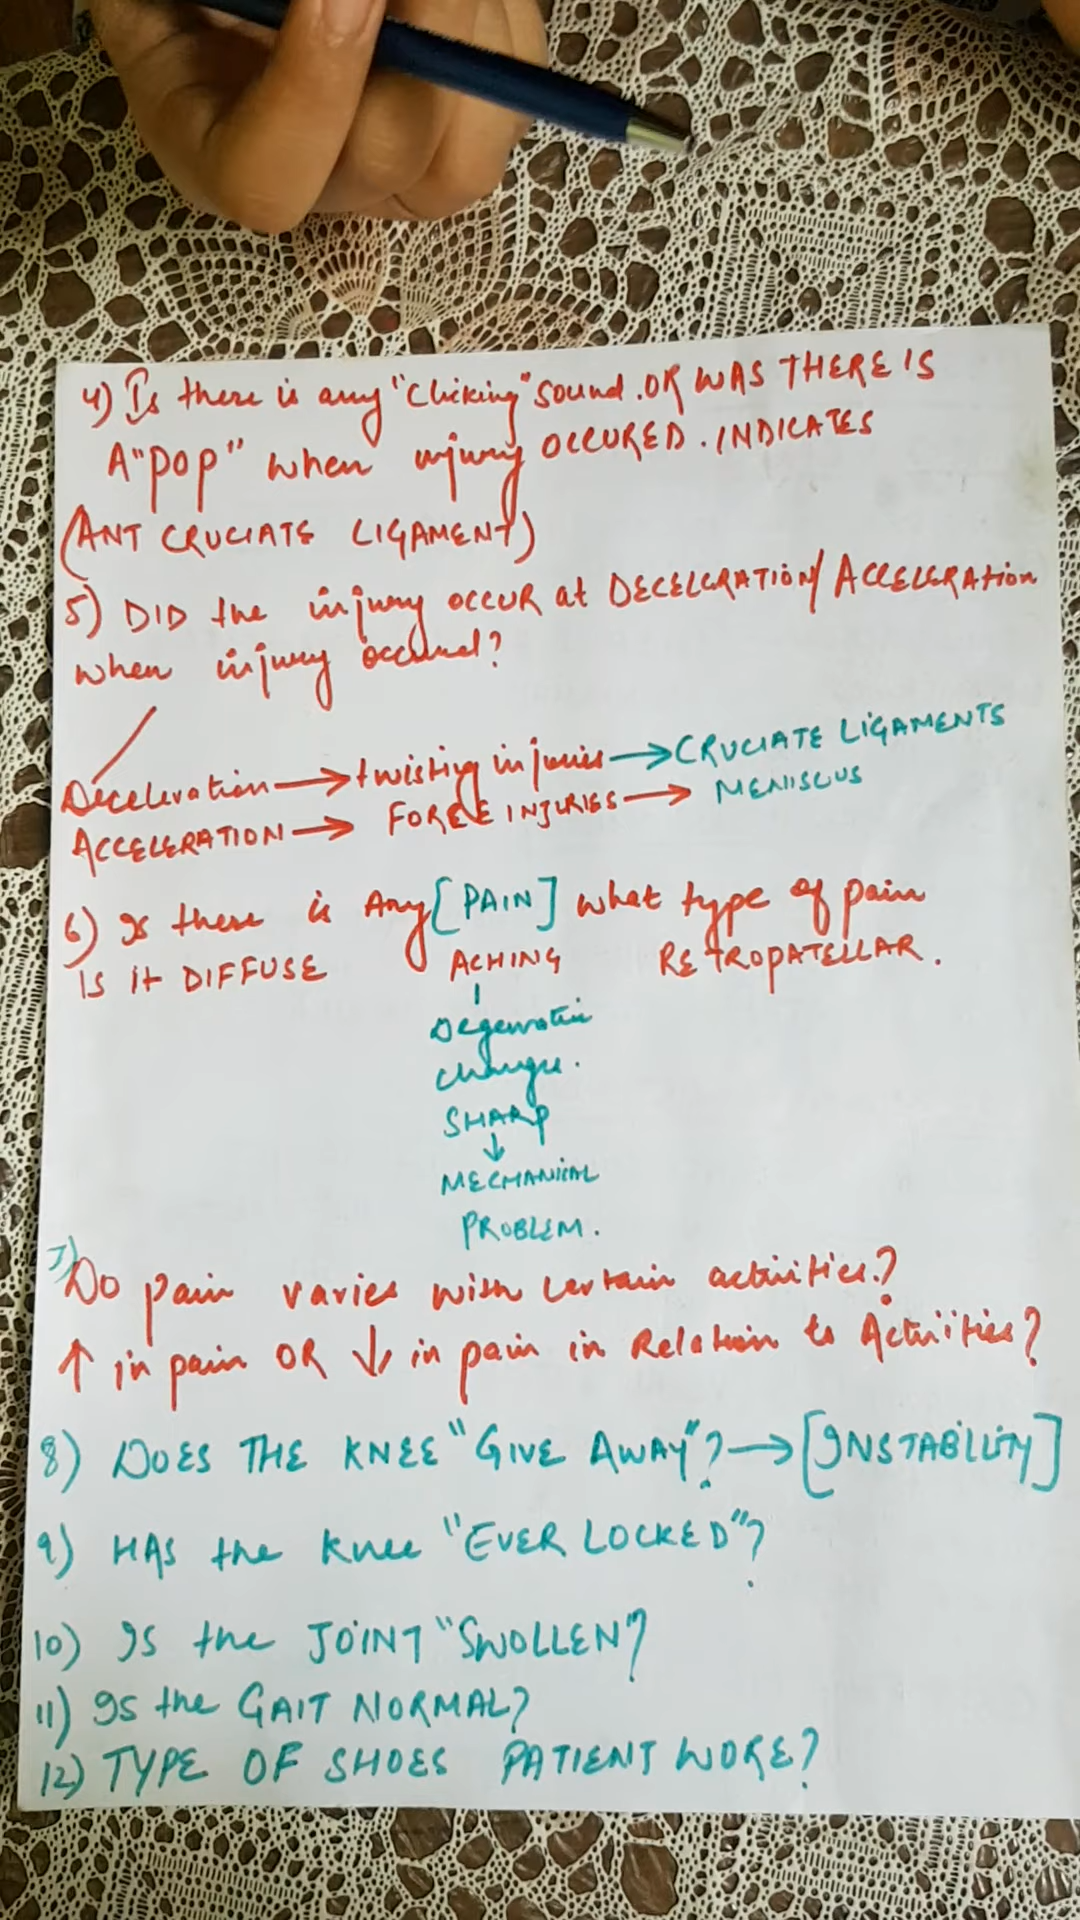 4) Is there is any "Clicking" sound. OR WAS THERE IS
A "POP" when injury OCCURED. INDICATES
(ANT CRUCIATE LIGAMENT)
5) DID the injury OCCUR at DECELERATION/ ACCELERATION
when injury occured?
Deceleration → twisting injuries → CRUCIATE LIGAMENTS
ACCELERATION → FORCE INJURIES → MENISCUS
6) Is there is Any [PAIN] what type of pain
IS it DIFFUSE ACHING RETROPATELLAR.
Degenratin
change.
SHARP
↓
MECHANICAL
PROBLEM.
7) Do pain varies with certain activities?
↑ in pain OR ↓ in pain in Relation to Activities?
8) DOES THE KNEE "GIVE AWAY"? → [INSTABILITY]
9) HAS the knee "EVER LOCKED"?
10) IS the JOINT "SWOLLEN"?
11) IS the GAIT NORMAL?
12) TYPE OF SHOES PATIENT WORE?